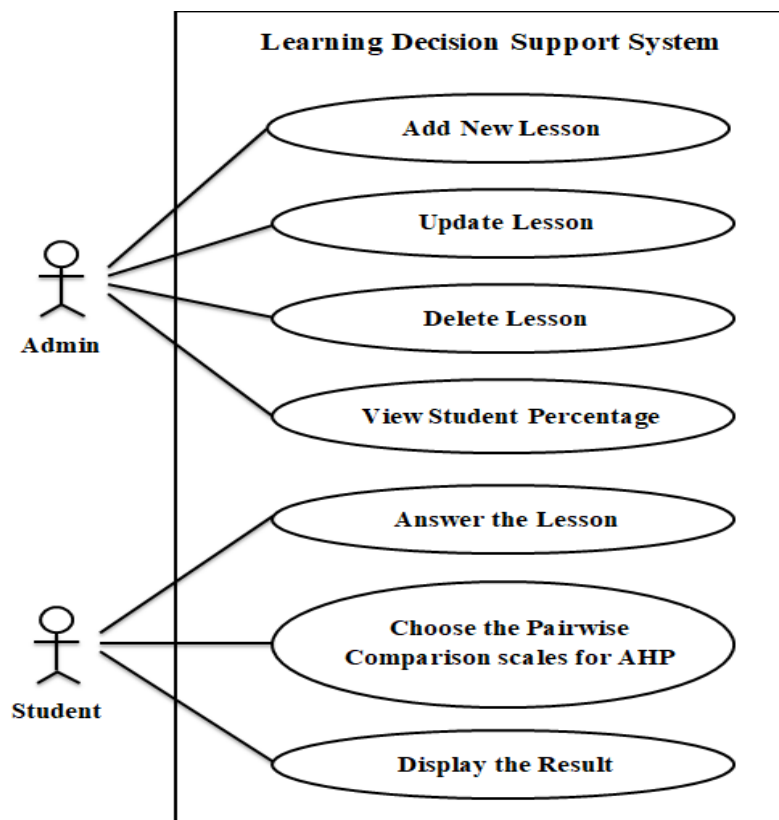 Learning Decision Support System
Add New Lesson
Update Lesson
Delete Lesson
Admin
View Student Percentage
Answer the Lesson
Choose the Pairwise
Comparison scales for AHP
Student
Display the Result